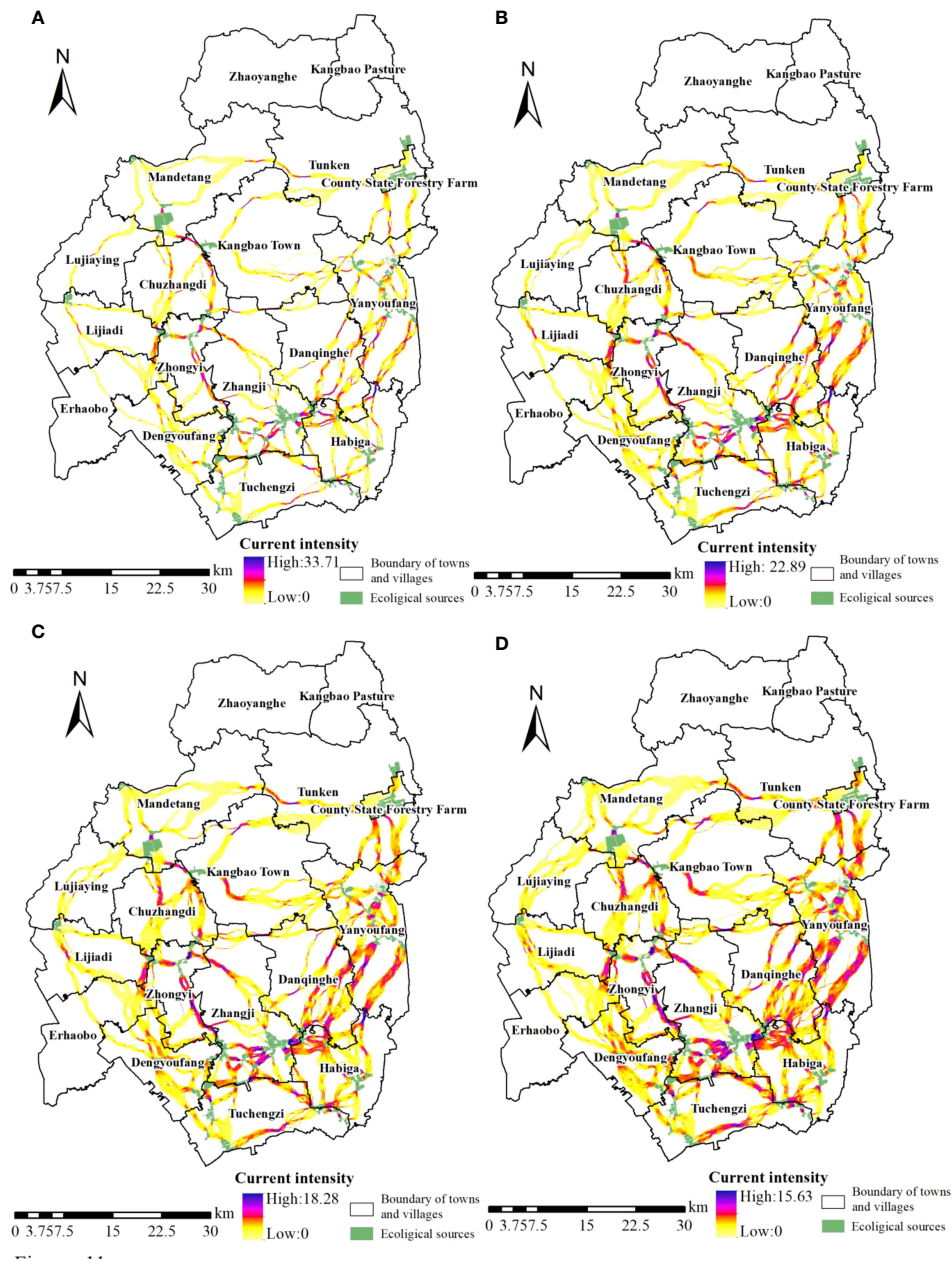 A
N
Zhaoyanghe
Kangbao Pasture
Tunken
Mandetang
County State Forestry Farm
Kangbao Town
Lujiaying
Chuzhangdi
Yanyoufang
Lijiadi
Danqinghe
Zhongyi
Zhangji
Erhaobo
Dengyoufang
Habiga
Tuchengzi
Current intensity
High:33.71
Low:0
Boundary of towns
and villages
Ecoligical sources
km
0 3.757.5 15 22.5 30
B
N
Zhaoyanghe
Kangbao Pasture
Tunken
Mandetang
County State Forestry Farm
Kangbao Town
Lujiaying
Chuzhangdi
Yanyoufang
Lijiadi
Danqinghe
Zhongyi
Zhangji
Erhaobo
Dengyoufang
Habiga
Tuchengzi
Current intensity
High: 22.89
Low:0
Boundary of towns
and villages
Ecoligical sources
km
0 3.757.5 15 22.5 30
C
N
Zhaoyanghe
Kangbao Pasture
Tunken
Mandetang
County State Forestry Farm
Kangbao Town
Lujiaying
Chuzhangdi
Yanyoufang
Lijiadi
Danqinghe
Zhongyi
Zhangji
Erhaobo
Dengyoufang
Habiga
Tuchengzi
Current intensity
High:18.28
Low:0
Boundary of towns
and villages
Ecoligical sources
km
0 3.757.5 15 22.5 30
D
N
Zhaoyanghe
Kangbao Pasture
Tunken
Mandetang
County State Forestry Farm
Kangbao Town
Lujiaying
Chuzhangdi
Yanyoufang
Lijiadi
Danqinghe
Zhongyi
Zhangji
Erhaobo
Dengyoufang
Habiga
Tuchengzi
Current intensity
High:15.63
Low:0
Boundary of towns
and villages
Ecoligical sources
km
0 3.757.5 15 22.5 30